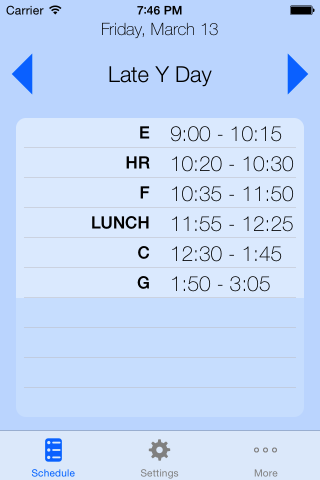 Carrier 7:46 PM
Friday, March 13
Late Y Day
E 9:00 - 10:15
HR 10:20 - 10:30
F 10:35 - 11:50
LUNCH 11:55 - 12:25
C 12:30 - 1:45
G 1:50 - 3:05
Schedule Settings More